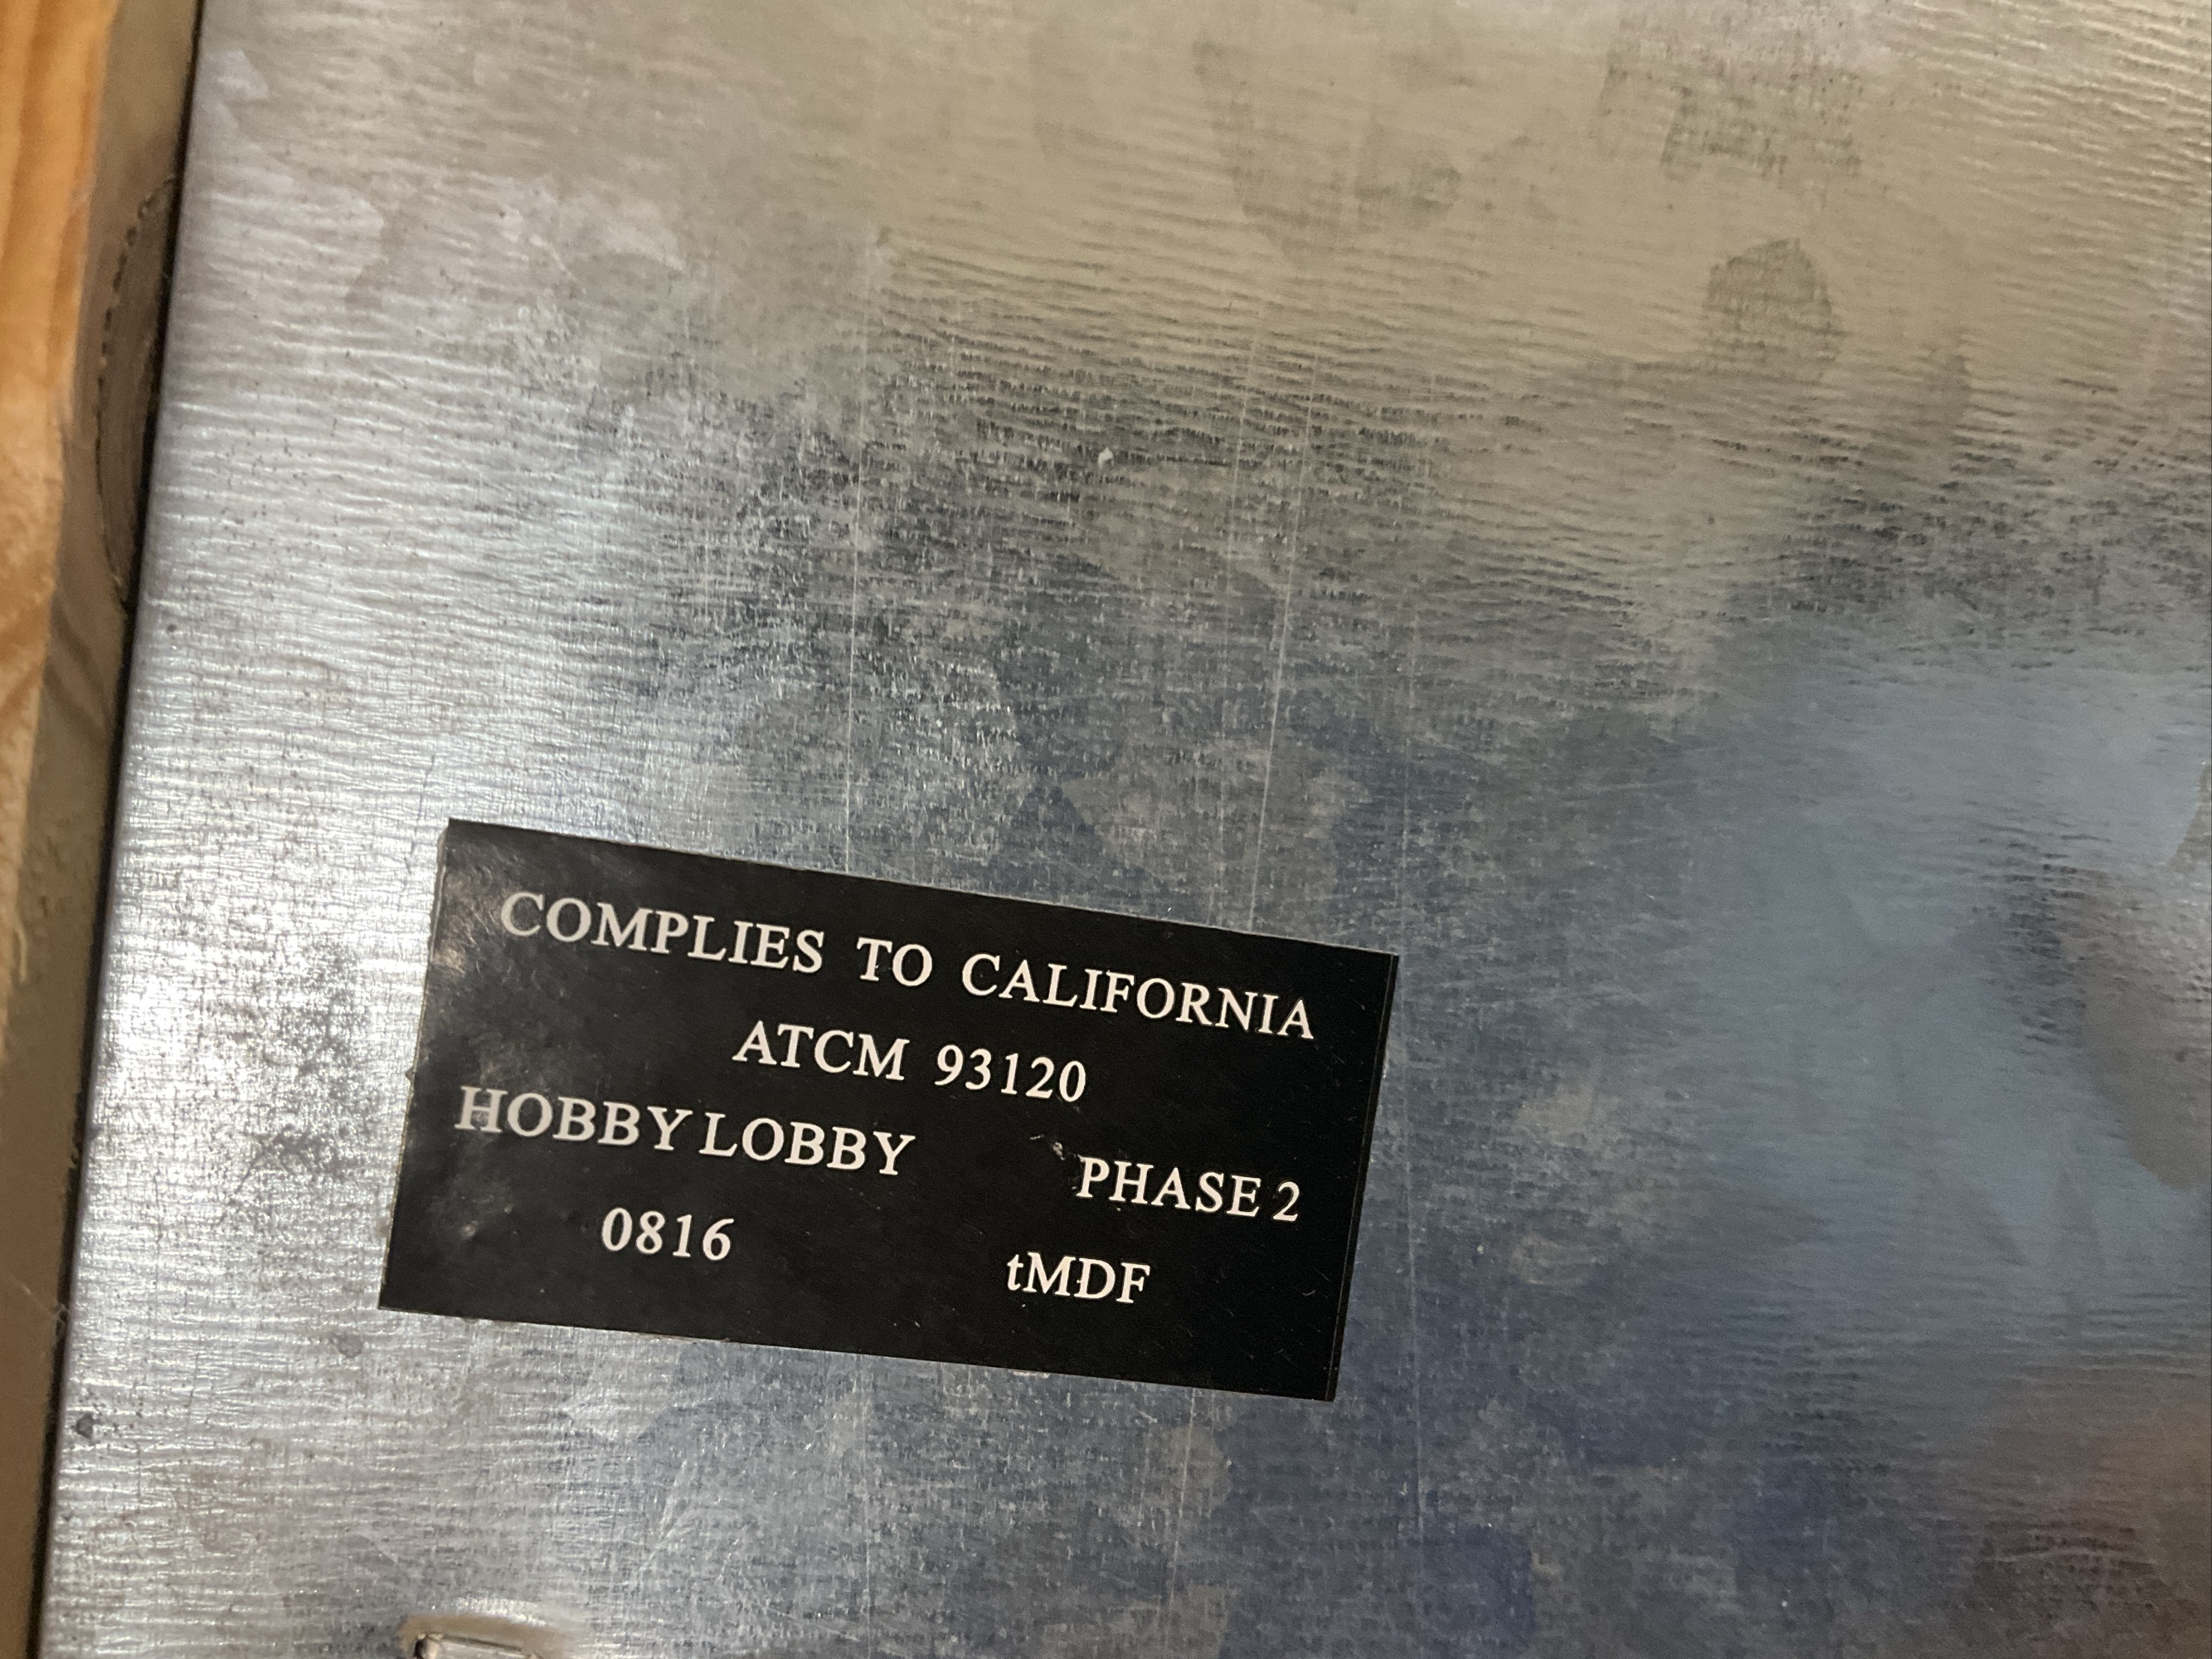 COMPLIES TO CALIFORNIA
ATCM 93120
HOBBY LOBBY PHASE 2
0816 tMDF